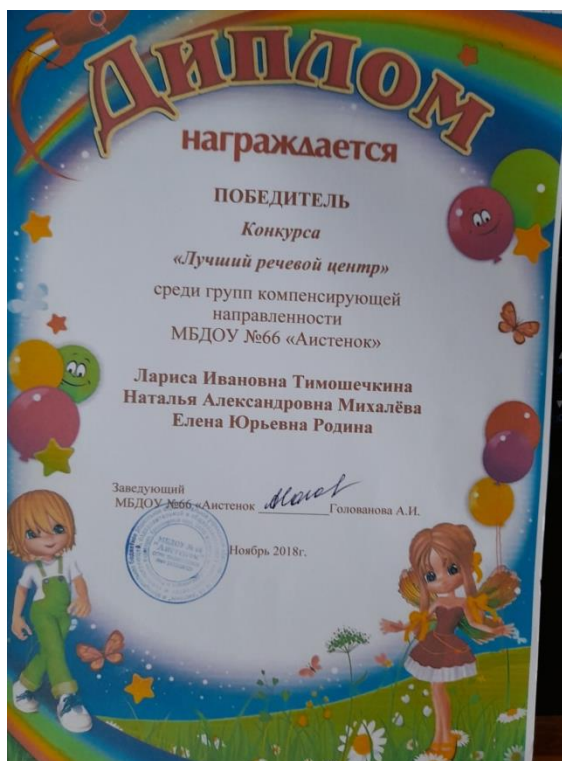 Диплом
награждается
ПОБЕДИТЕЛЬ
Конкурса
«Лучший речевой центр»
среди групп компенсирующей
направленности
МБДОУ №66 «Аистенок»
Лариса Ивановна Тимошечкина
Наталья Александровна Михалёва
Елена Юрьевна Родина
Заведующий
МБДОУ №66 «Аистенок ___________Голованова А.И.
Ноябрь 2018г.